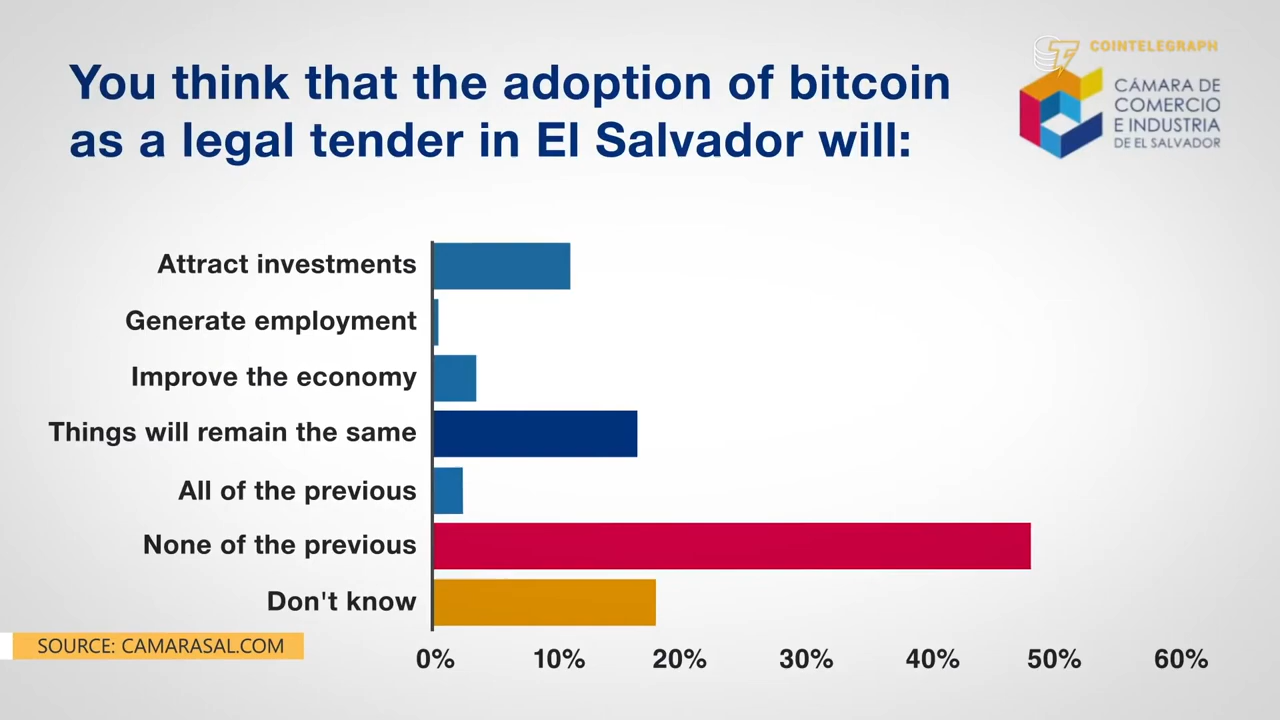 COINTELEGRAPH
You think that the adoption of bitcoin
as a legal tender in El Salvador will:
CÁMARA DE
COMERCIO
E INDUSTRIA
DE EL SALVADOR
Attract investments
Generate employment
Improve the economy
Things will remain the same
All of the previous
None of the previous
Don't know
SOURCE: CAMARASAL.COM
0% 10% 20% 30% 40% 50% 60%